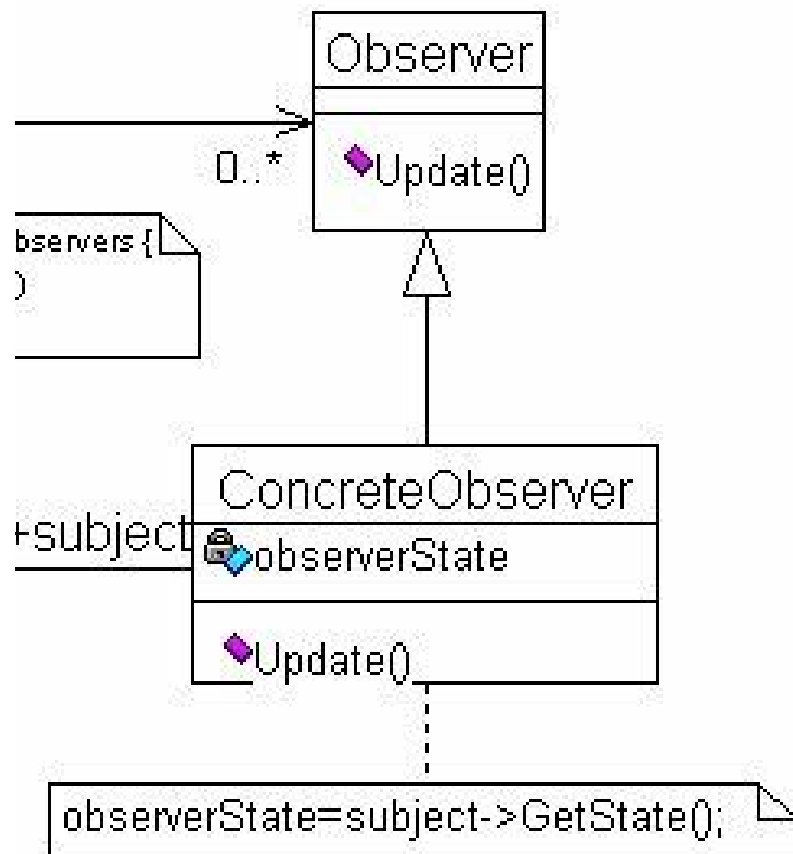 Observer
0..*
Update()
bservers {
)
ConcreteObserver
+subject
observerState
Update()
observerState=subject->GetState();